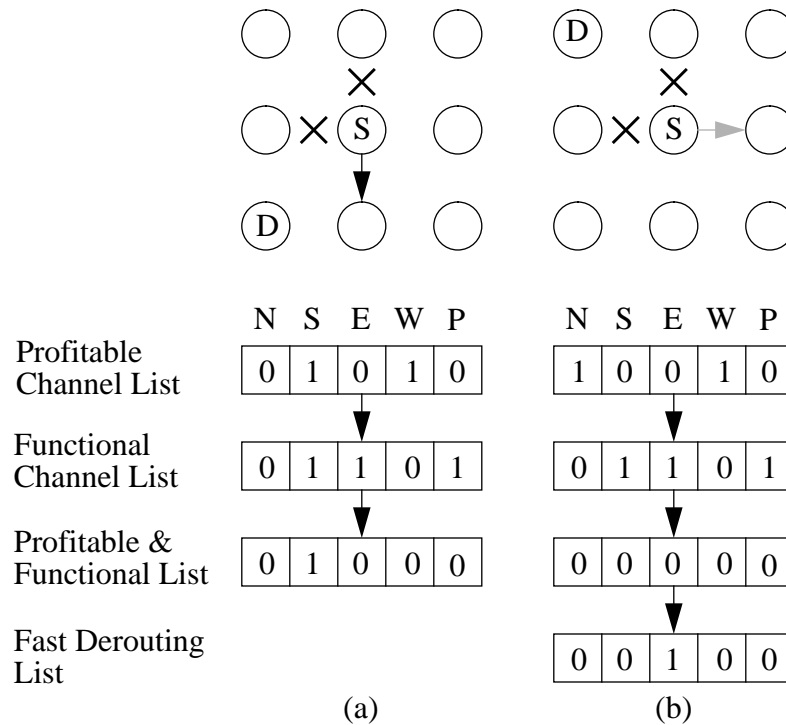 D
S S
D
N S E W P N S E W P
Profitable
Channel List
0 1 0 1 0 1 0 0 1 0
Functional
Channel List
0 1 1 0 1 0 1 1 0 1
Profitable &
Functional List
0 1 0 0 0 0 0 0 0 0
Fast Derouting
List
0 0 1 0 0
(a) (b)